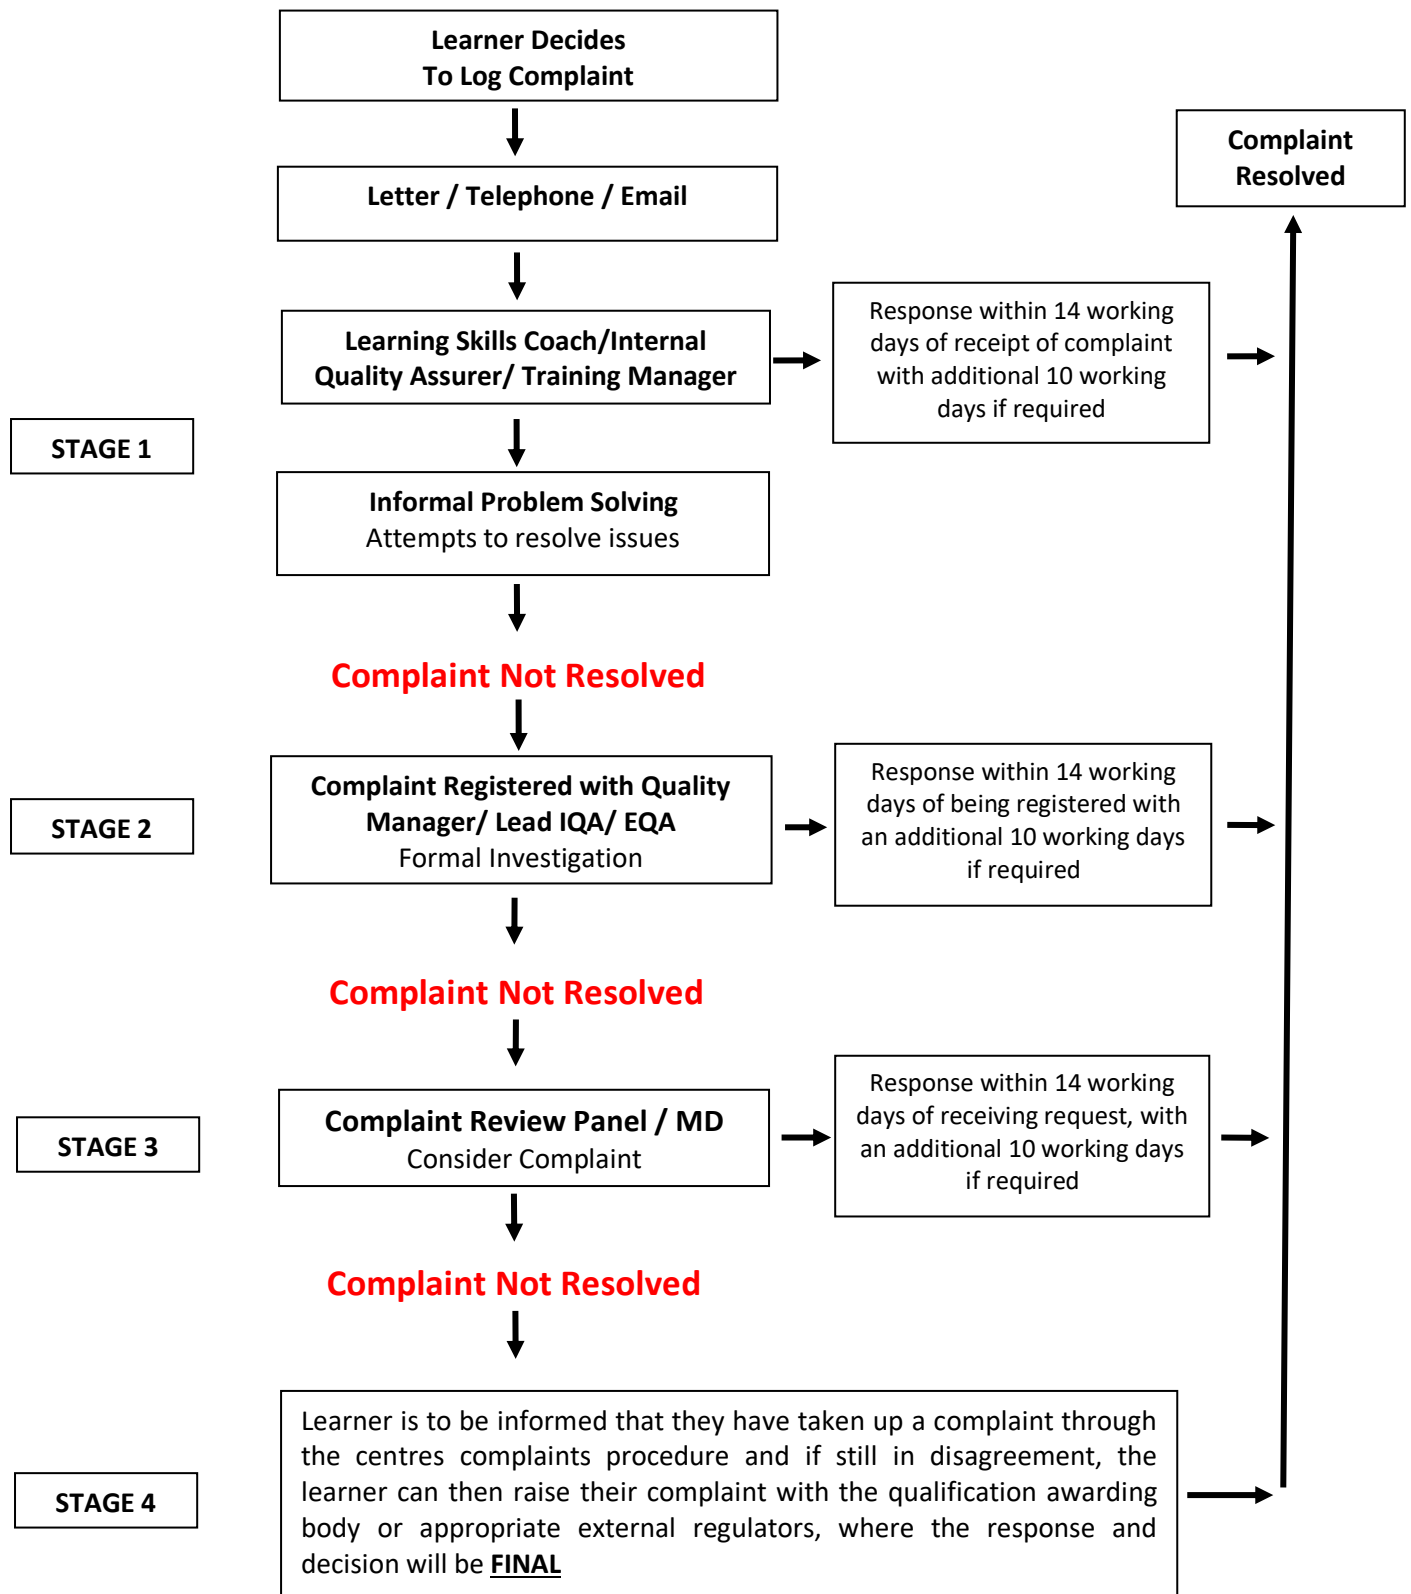 Learner Decides
To Log Complaint
Complaint
Resolved
Letter / Telephone / Email
Learning Skills Coach/Internal
Quality Assurer/ Training Manager
Response within 14 working
days of receipt of complaint
with additional 10 working
days if required
STAGE 1
Informal Problem Solving
Attempts to resolve issues
Complaint Not Resolved
Complaint Registered with Quality
Manager/ Lead IQA/ EQA
Formal Investigation
Response within 14 working
days of being registered with
an additional 10 working days
if required
STAGE 2
Complaint Not Resolved
Complaint Review Panel / MD
Consider Complaint
Response within 14 working
days of receiving request, with
an additional 10 working days
if required
STAGE 3
Complaint Not Resolved
Learner is to be informed that they have taken up a complaint through
the centres complaints procedure and if still in disagreement, the
learner can then raise their complaint with the qualification awarding
body or appropriate external regulators, where the response and
decision will be FINAL
STAGE 4